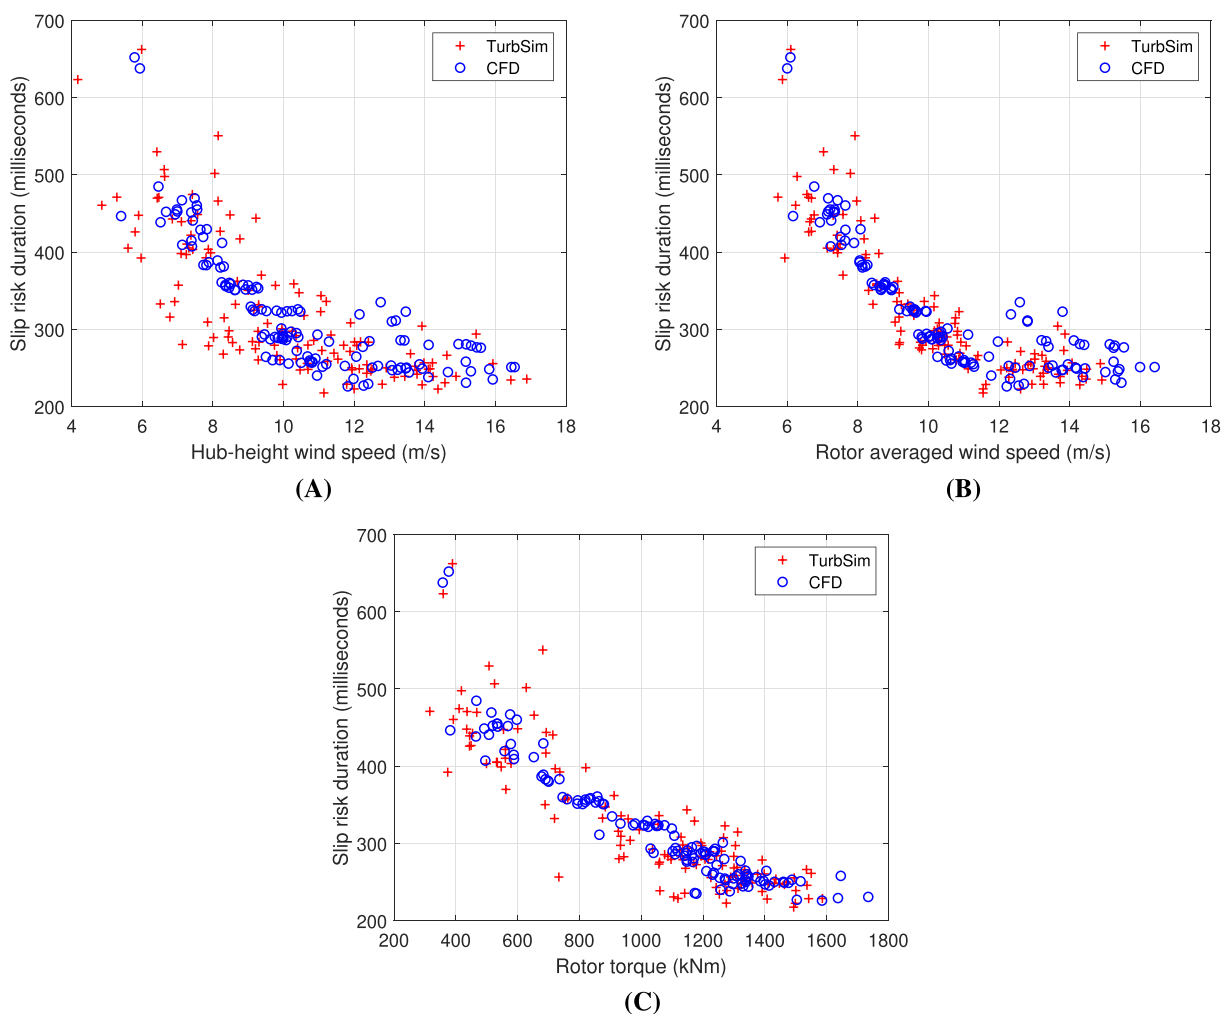 700
600
500
400
300
200
Slip risk duration (milliseconds)
TurbSim
CFD
4 6 8 10 12 14 16 18
Hub-height wind speed (m/s)
(A)
700
600
500
400
300
200
Slip risk duration (milliseconds)
TurbSim
CFD
4 6 8 10 12 14 16 18
Rotor averaged wind speed (m/s)
(B)
700
600
500
400
300
200
Slip risk duration (milliseconds)
TurbSim
CFD
200 400 600 800 1000 1200 1400 1600 1800
Rotor torque (kNm)
(C)